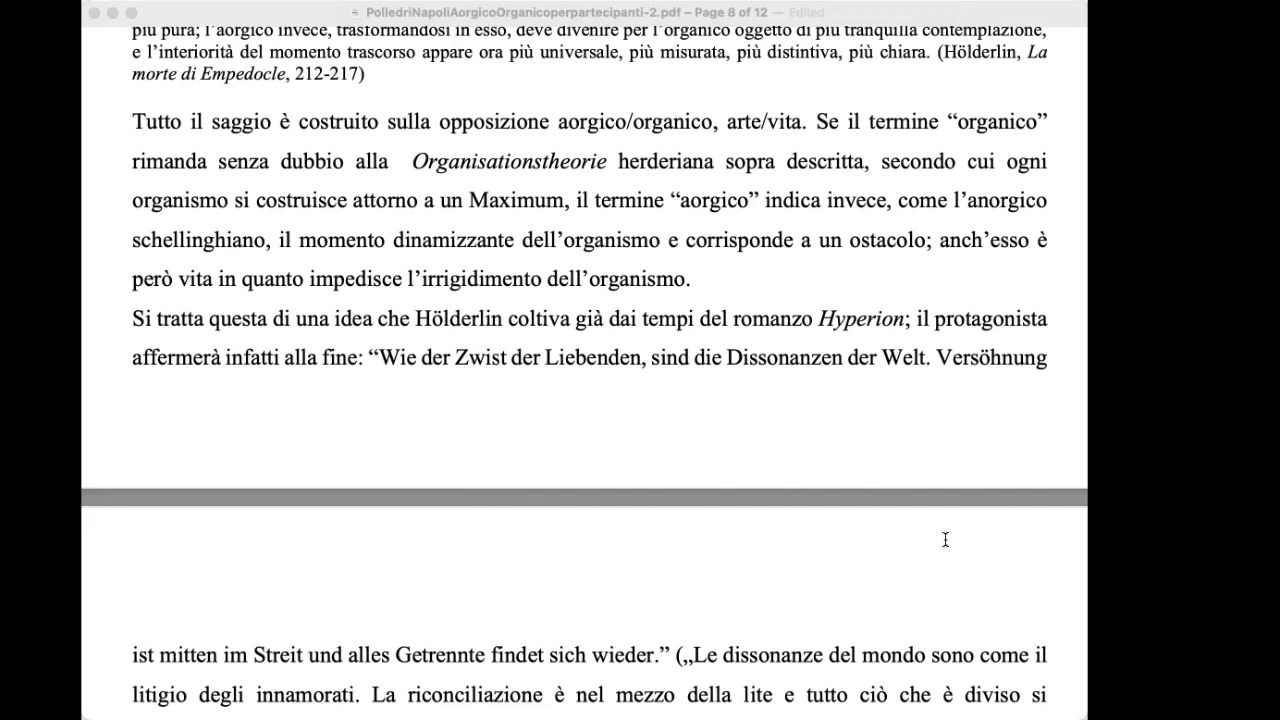 PolledriNapoliAorgicoOrganicoperpartecipanti-2.pdf – Page 8 of 12 — Edited
più pura; l’aorgico invece, trasformandosi in esso, deve divenire per l’organico oggetto di più tranquilla contemplazione,
e l’interiorità del momento trascorso appare ora più universale, più misurata, più distintiva, più chiara. (Hölderlin, La
morte di Empedocle, 212-217)
Tutto il saggio è costruito sulla opposizione aorgico/organico, arte/vita. Se il termine “organico”
rimanda senza dubbio alla Organisationstheorie herderiana sopra descritta, secondo cui ogni
organismo si costruisce attorno a un Maximum, il termine “aorgico” indica invece, come l’anorgico
schellinghiano, il momento dinamizzante dell’organismo e corrisponde a un ostacolo; anch’esso è
però vita in quanto impedisce l’irrigidimento dell’organismo.
Si tratta questa di una idea che Hölderlin coltiva già dai tempi del romanzo Hyperion; il protagonista
affermerà infatti alla fine: “Wie der Zwist der Liebenden, sind die Dissonanzen der Welt. Versöhnung
ist mitten im Streit und alles Getrennte findet sich wieder.” („Le dissonanze del mondo sono come il
litigio degli innamorati. La riconciliazione è nel mezzo della lite e tutto ciò che è diviso si